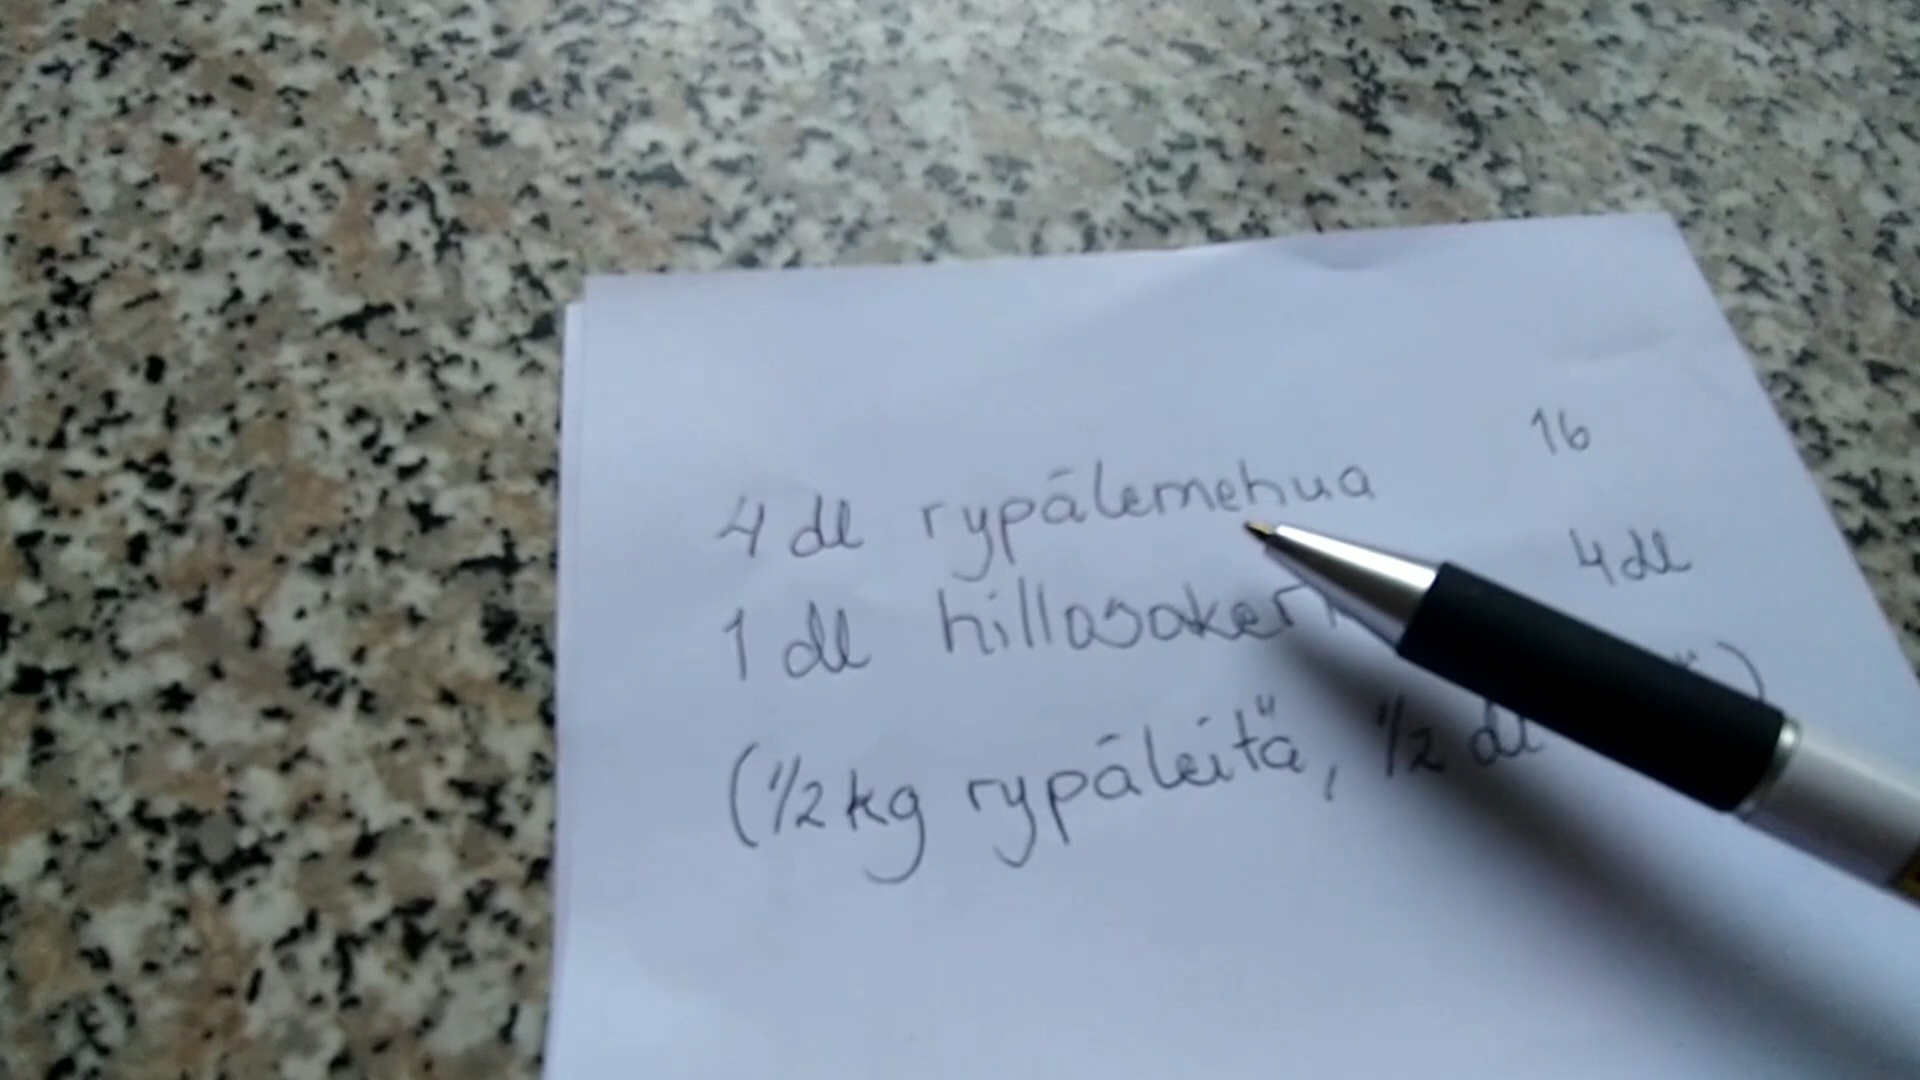 4 dl rypälemehua 16
1 dl 4 dl
(1/2 kg rypäleitä, 1/2 dl )